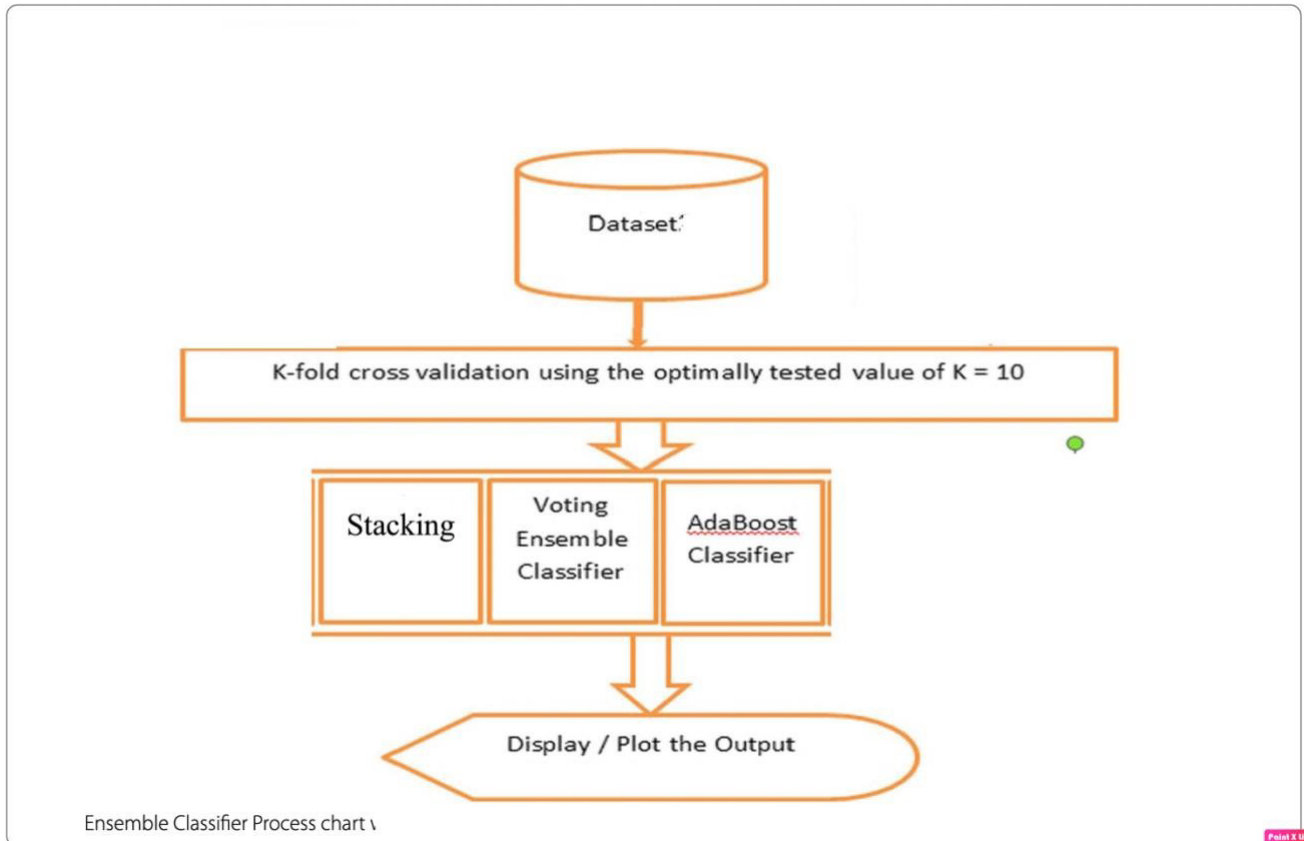 Dataset
K-fold cross validation using the optimally tested value of K = 10
Stacking
Voting
Ensemble
Classifier
AdaBoost
Classifier
Display / Plot the Output
Ensemble Classifier Process chart